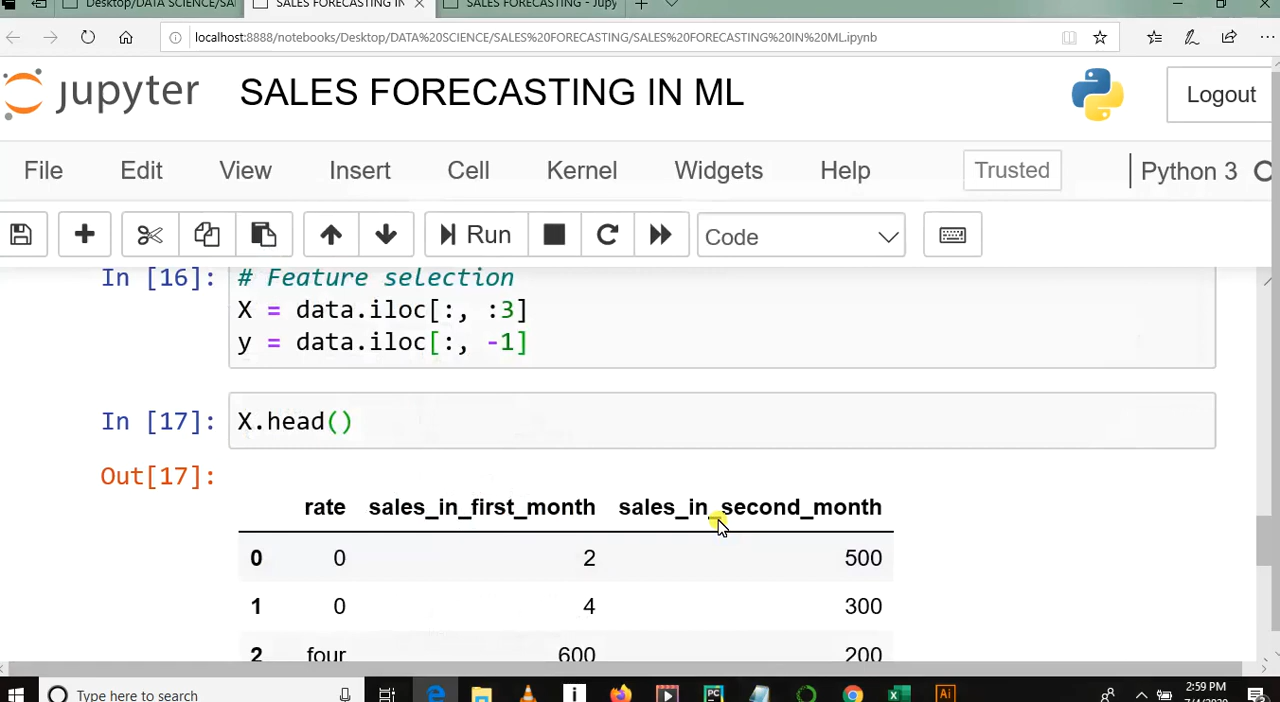 Desktop/DATA SCIENCE/SA
SALES FORECASTING IN
SALES FORECASTING - Jupy
localhost:8888/notebooks/Desktop/DATA%20SCIENCE/SALES%20FORECASTING/SALES%20FORECASTING%20IN%20ML.ipynb
jupyter SALES FORECASTING IN ML Logout
File Edit View Insert Cell Kernel Widgets Help Trusted Python 3
Run Code
In [16]: # Feature selection
X = data.iloc[:, :3]
y = data.iloc[:, -1]
In [17]: X.head()
Out[17]:
rate sales_in_first_month sales_in_second_month
0 0 2 500
1 0 4 300
2 four 600 200
Type here to search
PC
Ai
2:59 PM